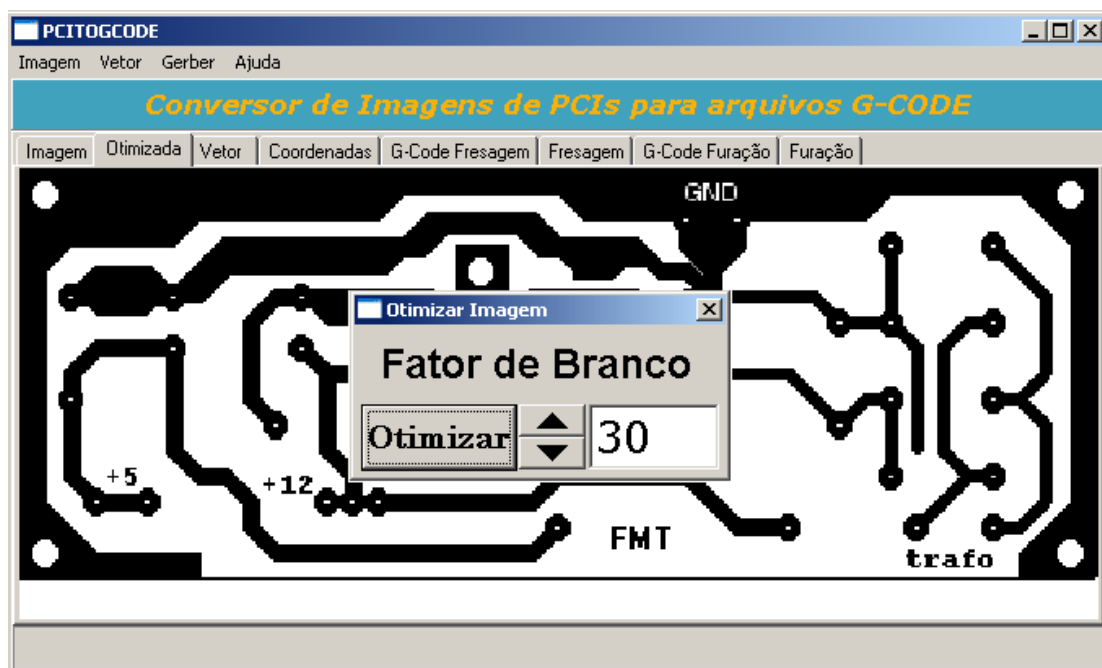 PCITOGCODE
Imagem Vetor Gerber Ajuda
Conversor de Imagens de PCIs para arquivos G-CODE
Imagem Otimizada Vetor Coordenadas G-Code Fresagem Fresagem G-Code Furação Furação
GND
Otimizar Imagem
Fator de Branco
Otimizar 30
+5
+12
FMT
trafo